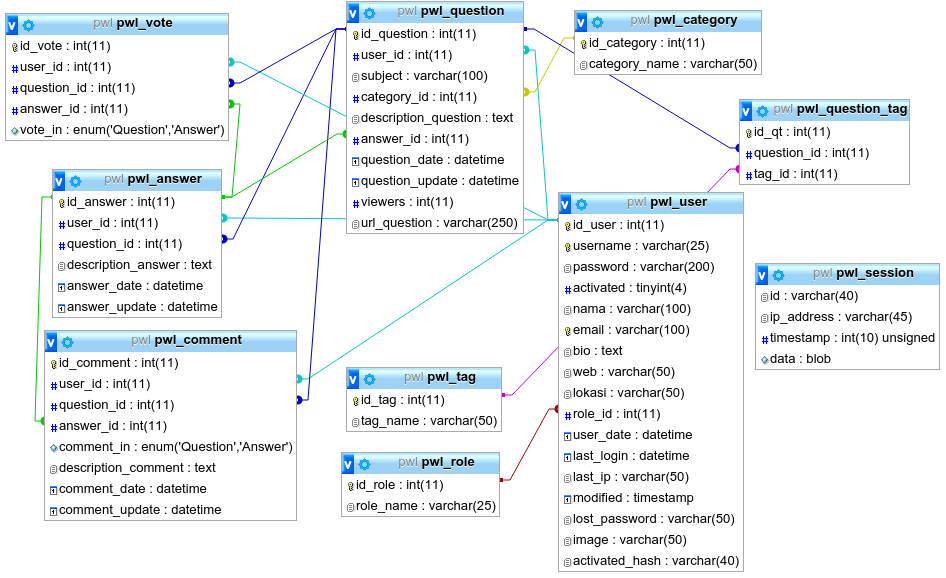 v pwl pwl_vote
id_vote : int(11)
user_id : int(11)
question_id : int(11)
answer_id : int(11)
vote_in : enum('Question','Answer')
v pwl pwl_question
id_question : int(11)
user_id : int(11)
subject : varchar(100)
category_id : int(11)
description_question : text
answer_id : int(11)
question_date : datetime
question_update : datetime
viewers : int(11)
url_question : varchar(250)
v pwl pwl_category
id_category : int(11)
category_name : varchar(50)
v pwl pwl_question_tag
id_qt : int(11)
question_id : int(11)
tag_id : int(11)
v pwl pwl_answer
id_answer : int(11)
user_id : int(11)
question_id : int(11)
description_answer : text
answer_date : datetime
answer_update : datetime
v pwl pwl_user
id_user : int(11)
username : varchar(25)
password : varchar(200)
activated : tinyint(4)
nama : varchar(100)
email : varchar(100)
bio : text
web : varchar(50)
lokasi : varchar(50)
role_id : int(11)
user_date : datetime
last_login : datetime
last_ip : varchar(50)
modified : timestamp
lost_password : varchar(50)
image : varchar(50)
activated_hash : varchar(40)
v pwl pwl_session
id : varchar(40)
ip_address : varchar(45)
timestamp : int(10) unsigned
data : blob
v pwl pwl_comment
id_comment : int(11)
user_id : int(11)
question_id : int(11)
answer_id : int(11)
comment_in : enum('Question','Answer')
description_comment : text
comment_date : datetime
comment_update : datetime
v pwl pwl_tag
id_tag : int(11)
tag_name : varchar(50)
v pwl pwl_role
id_role : int(11)
role_name : varchar(25)